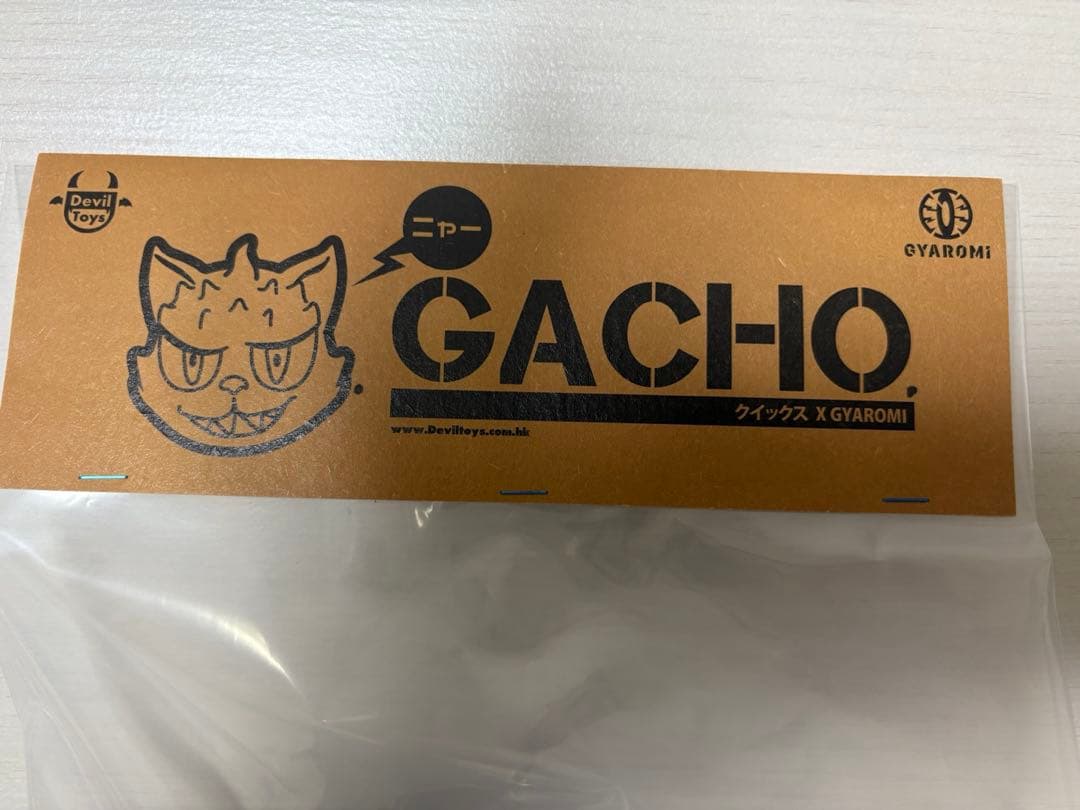 Devil
Toys
ニャー
GYAROMi
GACHO,
クイックス X GYAROMI
www.Deviltoys.com.hk